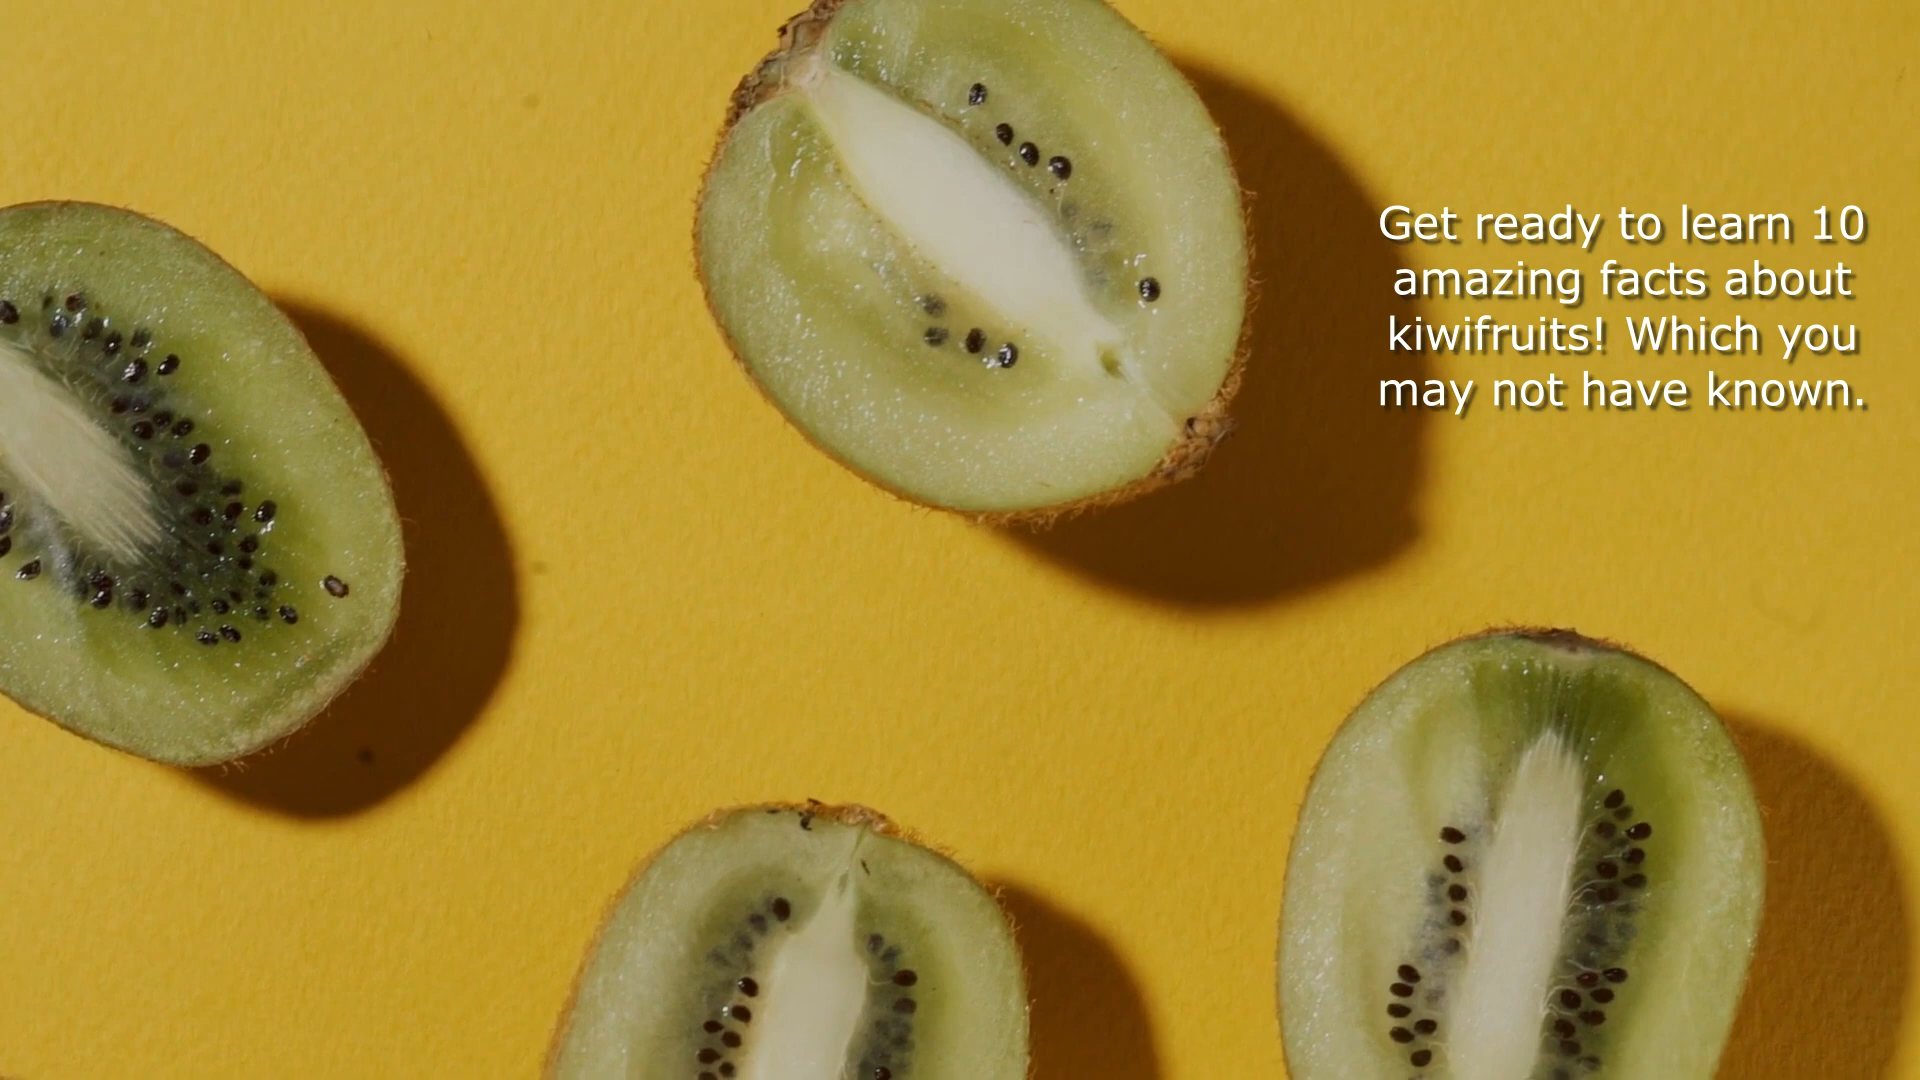 Get ready to learn 10
amazing facts about
kiwifruits! Which you
may not have known.